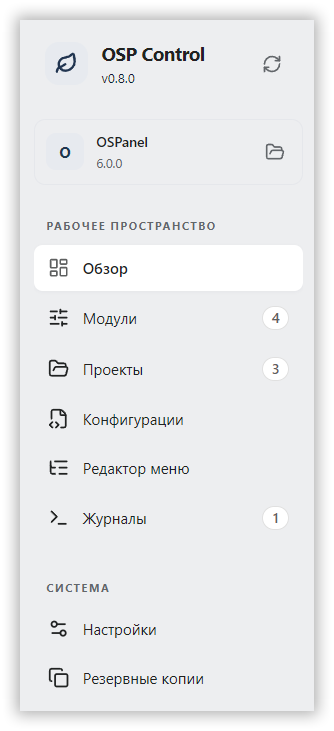 OSP Control
v0.8.0
O
OSPanel
6.0.0
РАБОЧЕЕ ПРОСТРАНСТВО
Обзор
Модули 4
Проекты 3
Конфигурации
Редактор меню
Журналы 1
СИСТЕМА
Настройки
Резервные копии